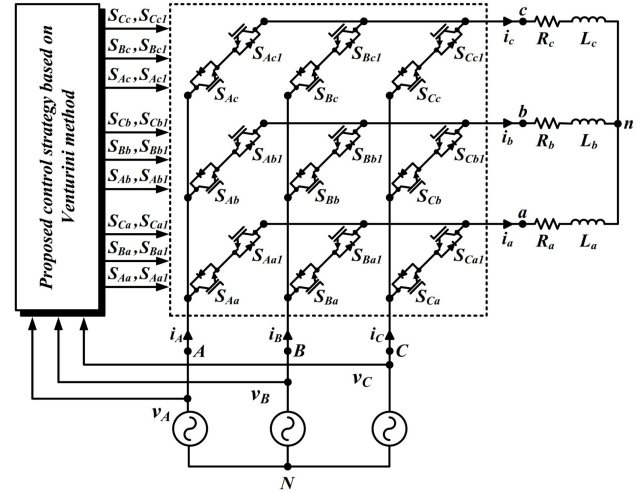 Proposed control strategy based on
Venturini method
S_Cc, S_Cc1
S_Bc, S_Bc1
S_Ac, S_Ac1
S_Cb, S_Cb1
S_Bb, S_Bb1
S_Ab, S_Ab1
S_Ca, S_Ca1
S_Ba, S_Ba1
S_Aa, S_Aa1
S_Ac1 S_Bc1 S_Cc1
S_Ac S_Bc S_Cc
c
i_c R_c L_c
S_Ab1 S_Bb1 S_Cb1
S_Ab S_Bb S_Cb
b n
i_b R_b L_b
S_Aa1 S_Ba1 S_Ca1
S_Aa S_Ba S_Ca
a
i_a R_a L_a
i_A A i_B B i_C C
v_A v_B v_C
N